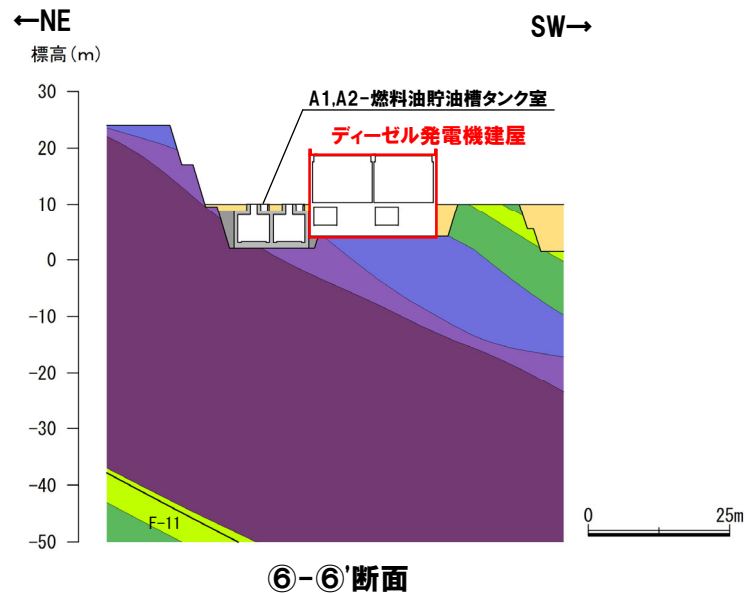 ←NE
SW→
標高(m)
A1,A2-燃料油貯油槽タンク室
ディーゼル発電機建屋
30
20
10
0
-10
-20
-30
-40
-50
F-11
0 25m
⑥-⑥'断面